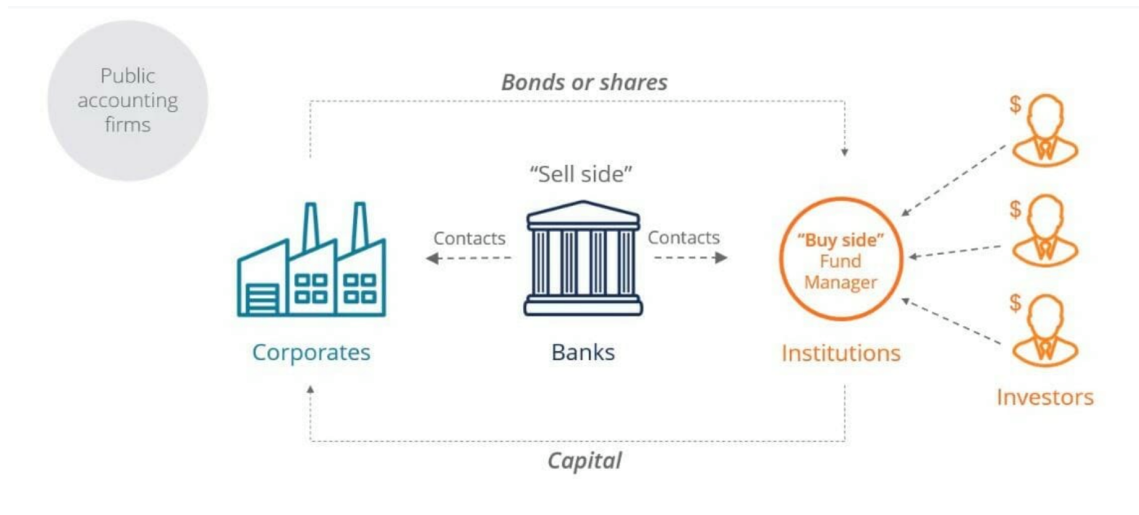 Public
accounting
firms
Bonds or shares
“Sell side”
Contacts
Contacts
“Buy side”
Fund
Manager
$
$
$
Corporates
Banks
Institutions
Investors
Capital